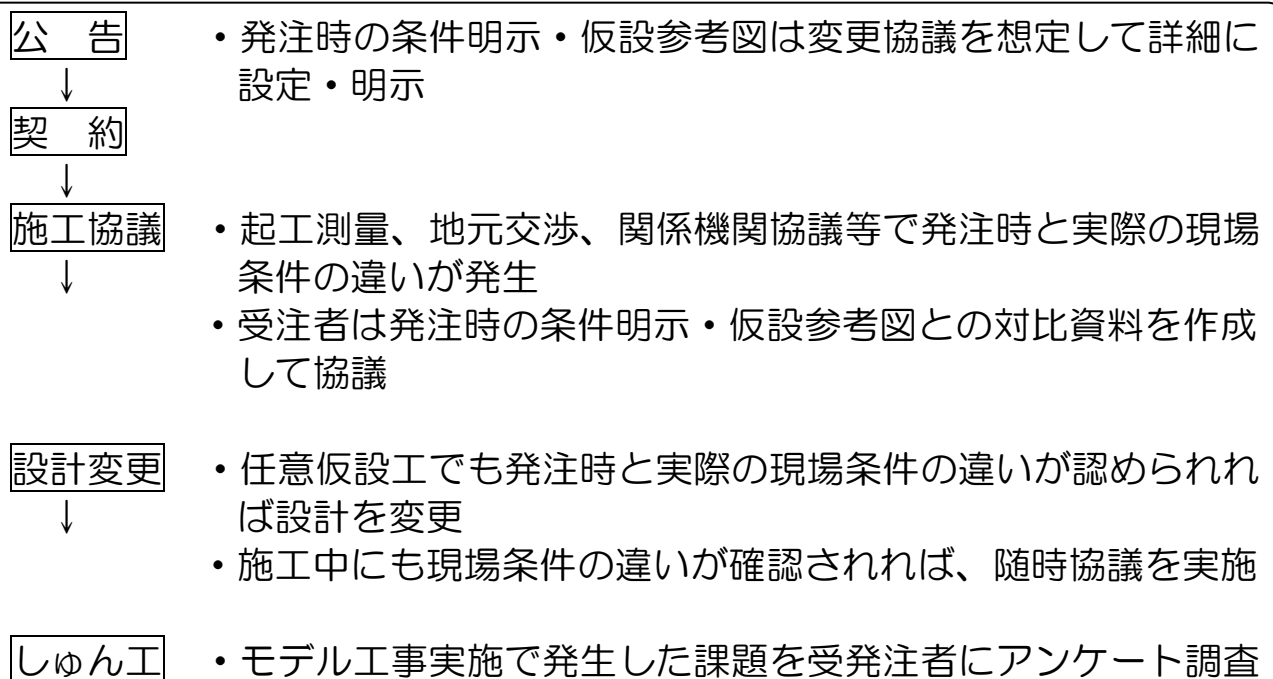 公　告　・発注時の条件明示・仮設参考図は変更協議を想定して詳細に
↓　設定・明示
契　約
↓
施工協議　・起工測量、地元交渉、関係機関協議等で発注時と実際の現場
↓　条件の違いが発生
・受注者は発注時の条件明示・仮設参考図との対比資料を作成
して協議
設計変更　・任意仮設工でも発注時と実際の現場条件の違いが認められれ
↓　ば設計を変更
・施工中にも現場条件の違いが確認されれば、随時協議を実施
しゅん工　・モデル工事実施で発生した課題を受発注者にアンケート調査